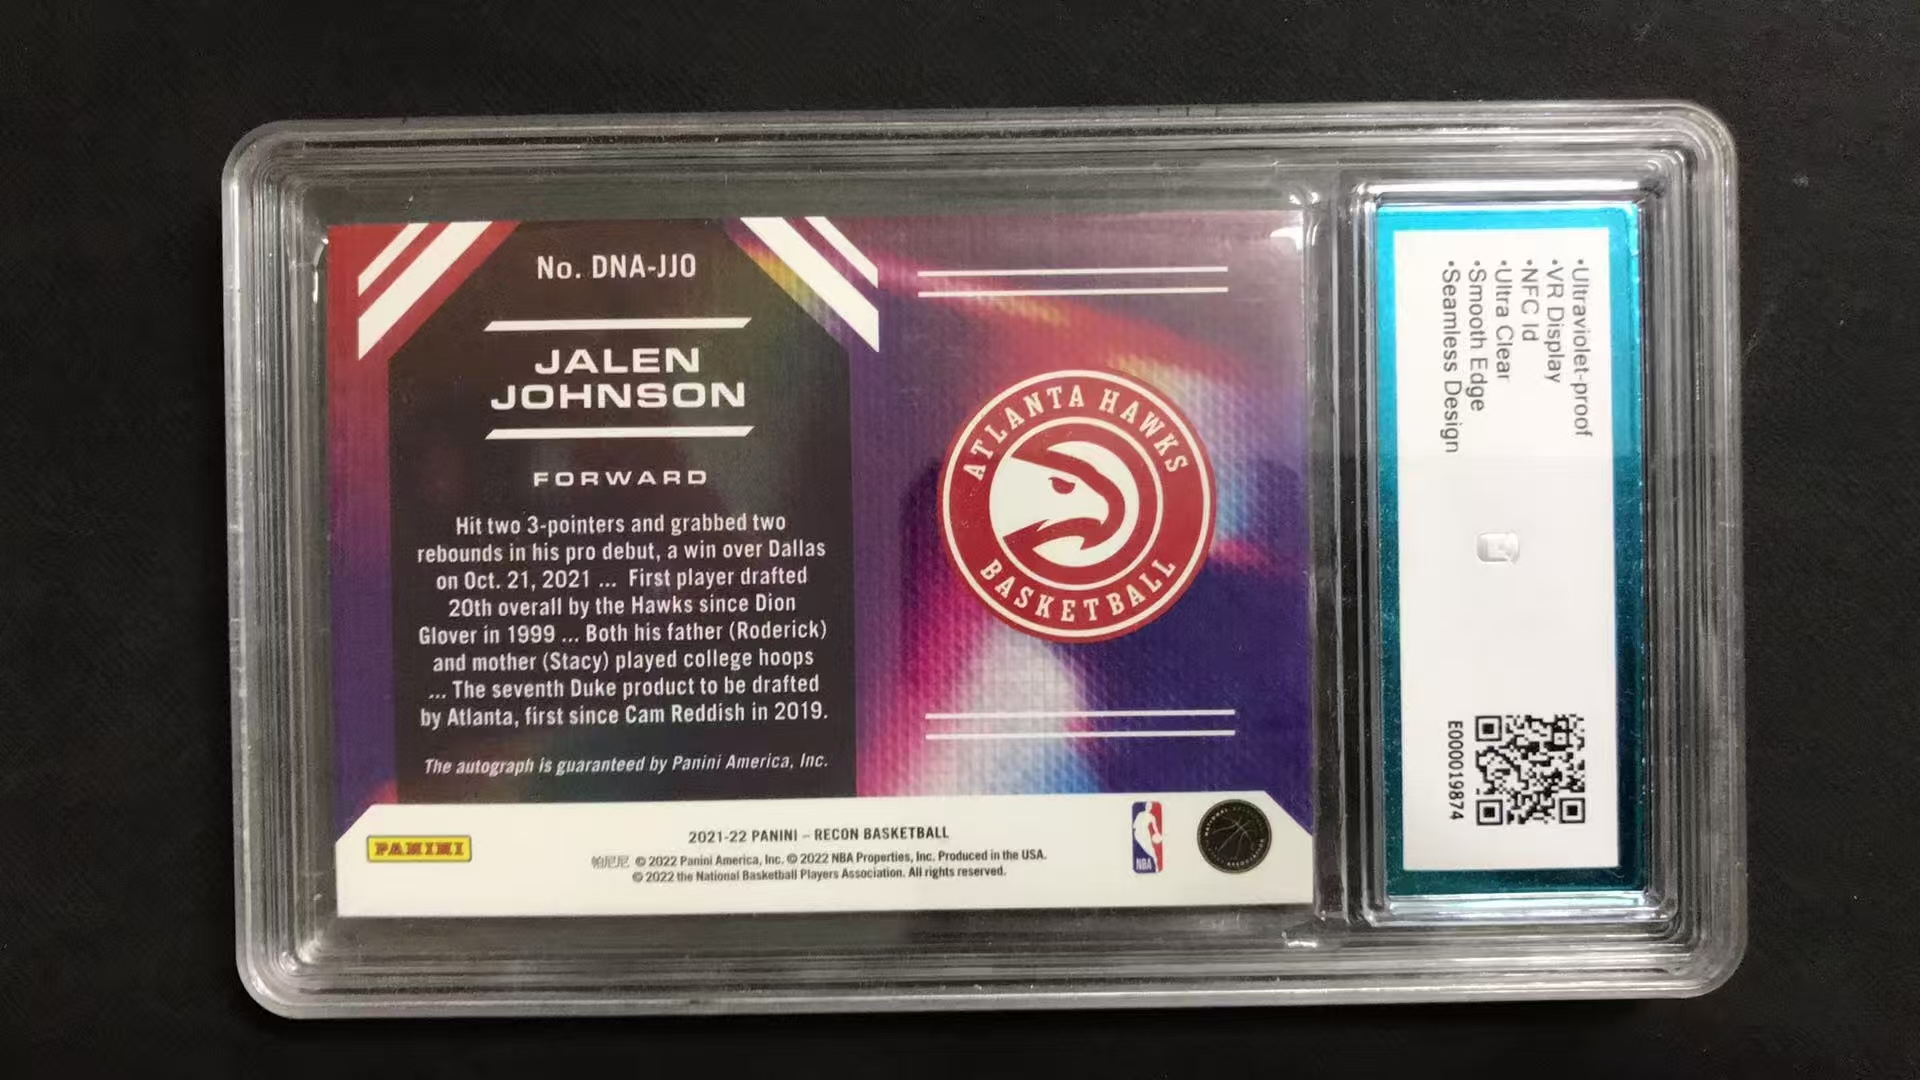 No. DNA-JJO
JALEN
JOHNSON
FORWARD
Hit two 3-pointers and grabbed two
rebounds in his pro debut, a win over Dallas
on Oct. 21, 2021 ... First player drafted
20th overall by the Hawks since Dion
Glover in 1999 ... Both his father (Roderick)
and mother (Stacy) played college hoops
... The seventh Duke product to be drafted
by Atlanta, first since Cam Reddish in 2019.
The autograph is guaranteed by Panini America, Inc.
ATLANTA HAWKS
BASKETBALL
PANINI
2021-22 PANINI – RECON BASKETBALL
帕尼尼 © 2022 Panini America, Inc. © 2022 NBA Properties, Inc. Produced in the USA.
© 2022 the National Basketball Players Association. All rights reserved.
NBA
•Ultraviolet-proof
•VR Display
•NFC Id
•Ultra Clear
•Smooth Edge
•Seamless Design
E000019874